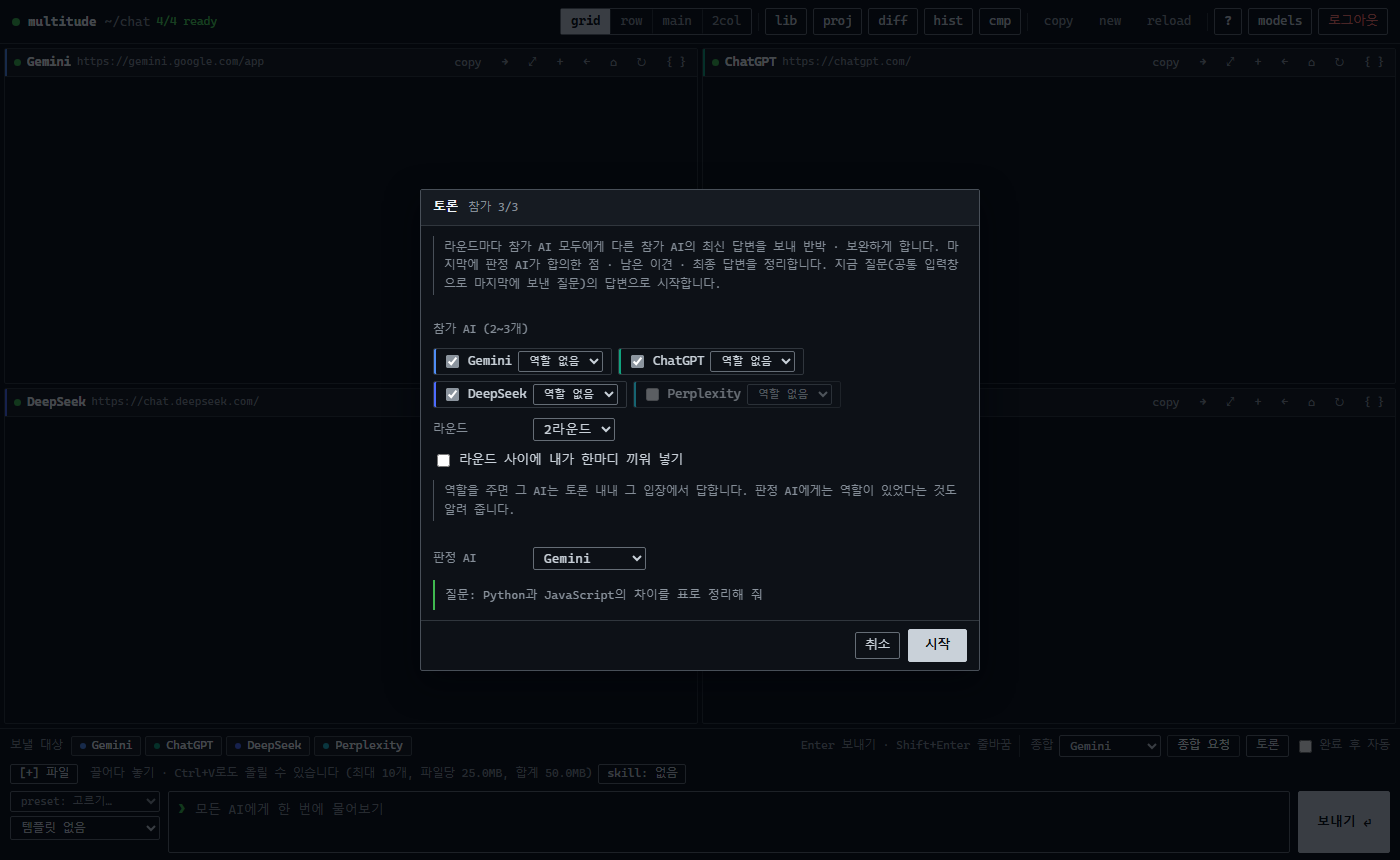 multitude ~/chat 4/4 ready
grid row main 2col lib proj diff hist cmp copy new reload ? models 로그아웃
Gemini https://gemini.google.com/app copy → ⤢ + ← ⌂ ↻ { }
ChatGPT https://chatgpt.com/ copy → ⤢ + ← ⌂ ↻ { }
토론 참가 3/3
라운드마다 참가 AI 모두에게 다른 참가 AI의 최신 답변을 보내 반박 · 보완하게 합니다. 마
지막에 판정 AI가 합의한 점 · 남은 이견 · 최종 답변을 정리합니다. 지금 질문(공통 입력창
으로 마지막에 보낸 질문)의 답변으로 시작합니다.
참가 AI (2~3개)
Gemini 역할 없음 ChatGPT 역할 없음
DeepSeek 역할 없음 Perplexity 역할 없음
라운드 2라운드
라운드 사이에 내가 한마디 끼워 넣기
역할을 주면 그 AI는 토론 내내 그 입장에서 답합니다. 판정 AI에게는 역할이 있었다는 것도
알려 줍니다.
판정 AI Gemini
질문: Python과 JavaScript의 차이를 표로 정리해 줘
취소 시작
DeepSeek https://chat.deepseek.com/
copy → ⤢ + ← ⌂ ↻ { }
보낼 대상 Gemini ChatGPT DeepSeek Perplexity Enter 보내기 · Shift+Enter 줄바꿈 종합 Gemini 종합 요청 토론 완료 후 자동
[+] 파일 끌어다 놓기 · Ctrl+V로도 올릴 수 있습니다 (최대 10개, 파일당 25.0MB, 합계 50.0MB) skill: 없음
preset: 고르기…
❯ 모든 AI에게 한 번에 물어보기
템플릿 없음
보내기 ⏎